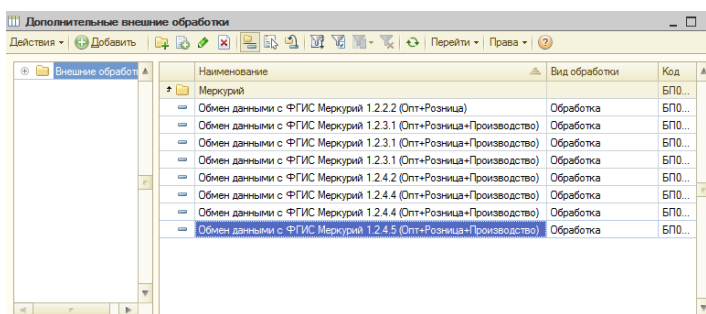 Дополнительные внешние обработки
Действия Добавить Перейти Права
Внешние обработ
Наименование Вид обработки Код
Меркурий БП0...
Обмен данными с ФГИС Меркурий 1.2.2.2 (Опт+Розница) Обработка БП0...
Обмен данными с ФГИС Меркурий 1.2.3.1 (Опт+Розница+Производство) Обработка БП0...
Обмен данными с ФГИС Меркурий 1.2.3.1 (Опт+Розница+Производство) Обработка БП0...
Обмен данными с ФГИС Меркурий 1.2.3.1 (Опт+Розница+Производство) Обработка БП0...
Обмен данными с ФГИС Меркурий 1.2.4.2 (Опт+Розница+Производство) Обработка БП0...
Обмен данными с ФГИС Меркурий 1.2.4.4 (Опт+Розница+Производство) Обработка БП0...
Обмен данными с ФГИС Меркурий 1.2.4.4 (Опт+Розница+Производство) Обработка БП0...
Обмен данными с ФГИС Меркурий 1.2.4.5 (Опт+Розница+Производство) Обработка БП0...